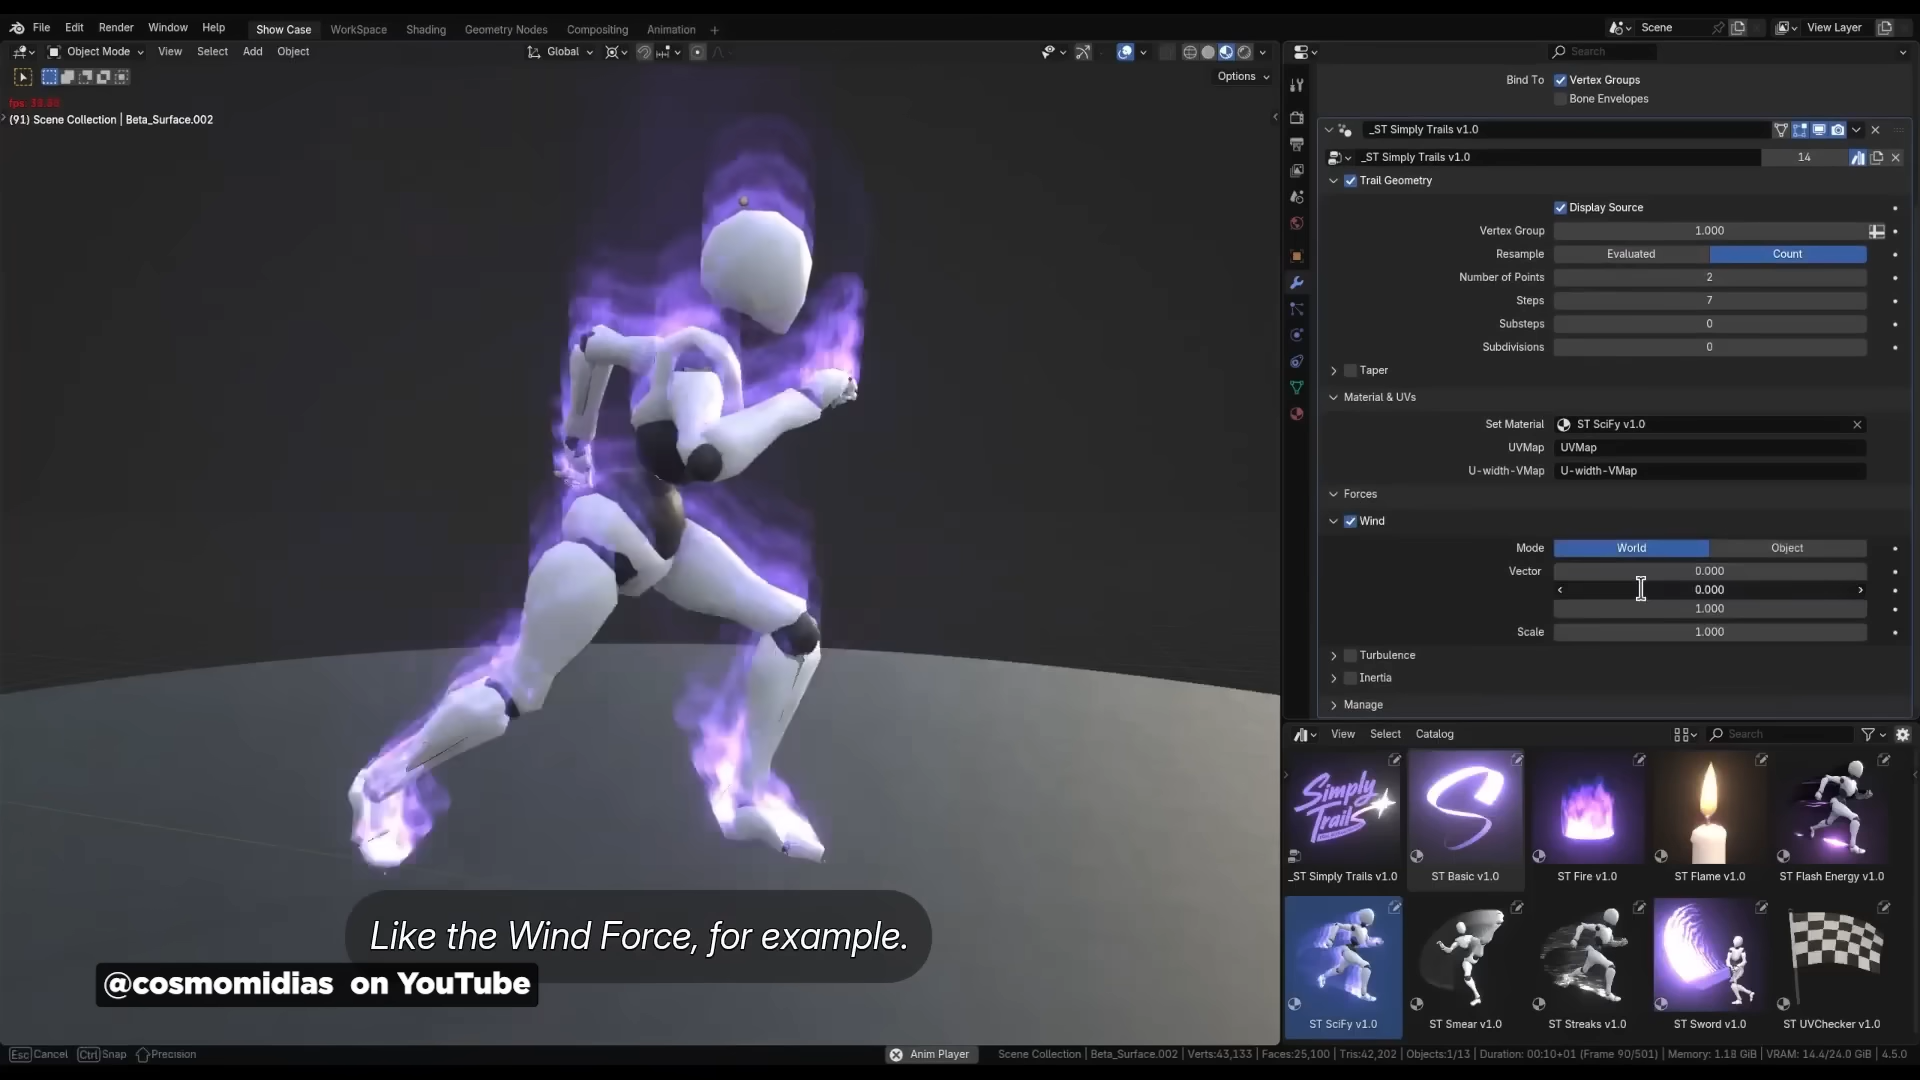 File Edit Render Window Help Show Case WorkSpace Shading Geometry Nodes Compositing Animation + Scene View Layer
Object Mode View Select Add Object Global Search
Options
(91) Scene Collection | Beta_Surface.002
Bind To Vertex Groups
Bone Envelopes
_ST Simply Trails v1.0
_ST Simply Trails v1.0 14
Trail Geometry
Display Source
Vertex Group 1.000
Resample Evaluated Count
Number of Points 2
Steps 7
Substeps 0
Subdivisions 0
Taper
Material & UVs
Set Material ST SciFy v1.0
UVMap UVMap
U-width-VMap U-width-VMap
Forces
Wind
Mode World Object
Vector 0.000
0.000
1.000
Scale 1.000
Turbulence
Inertia
Manage
View Select Catalog Search
Simply
Trails
_ST Simply Trails v1.0 ST Basic v1.0 ST Fire v1.0 ST Flame v1.0 ST Flash Energy v1.0
ST SciFy v1.0 ST Smear v1.0 ST Streaks v1.0 ST Sword v1.0 ST UVChecker v1.0
Like the Wind Force, for example.
@cosmomidias on YouTube
Esc Cancel Ctrl Snap Precision Anim Player Scene Collection | Beta_Surface.002 | Verts:43,133 | Faces:25,100 | Tris:42,202 | Objects:1/13 | Duration: 00:10+01 (Frame 90/501) | Memory: 1.18 GiB | VRAM: 14.4/24.0 GiB | 4.5.0